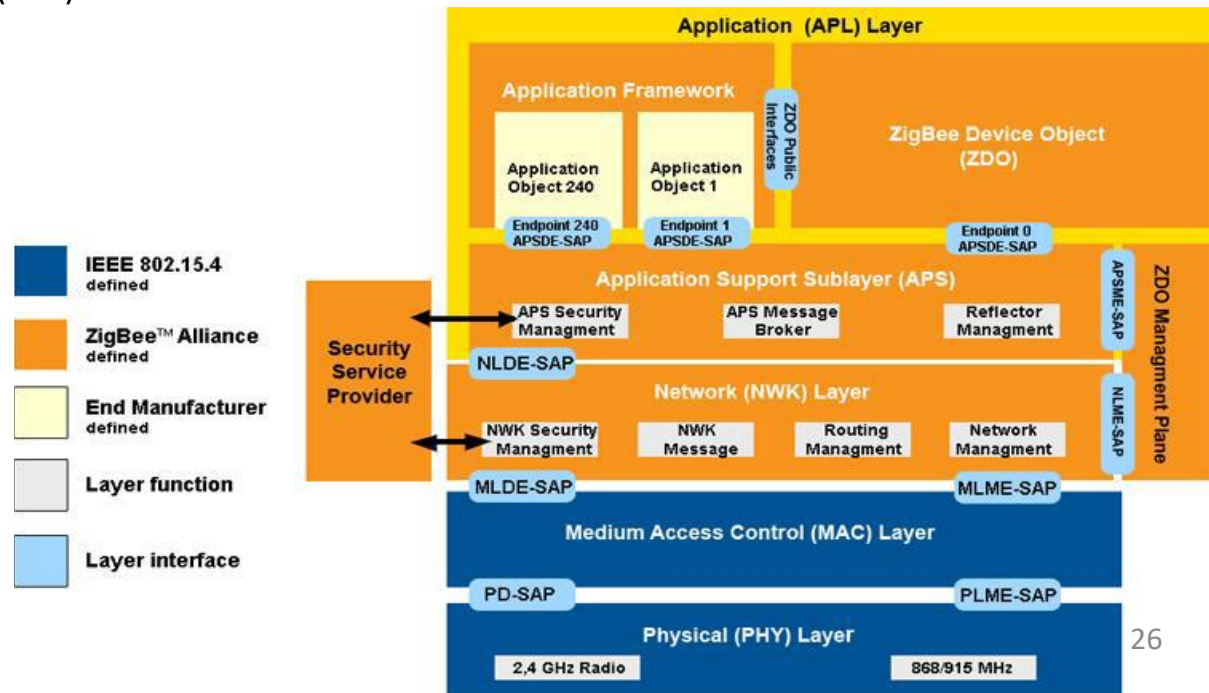 Application (APL) Layer
Application Framework
ZDO Public
Interfaces
ZigBee Device Object
(ZDO)
Application
Object 240
Application
Object 1
Endpoint 240
APSDE-SAP
Endpoint 1
APSDE-SAP
Endpoint 0
APSDE-SAP
IEEE 802.15.4
defined
ZigBee™ Alliance
defined
End Manufacturer
defined
Layer function
Layer interface
Security
Service
Provider
Application Support Sublayer (APS)
APS Security
Managment
APS Message
Broker
Reflector
Managment
APSME-SAP
ZDO Managment Plane
NLDE-SAP
Network (NWK) Layer
NWK Security
Managment
NWK
Message
Routing
Managment
Network
Managment
NLME-SAP
MLDE-SAP
MLME-SAP
Medium Access Control (MAC) Layer
PD-SAP
PLME-SAP
Physical (PHY) Layer
2,4 GHz Radio
868/915 MHz
26